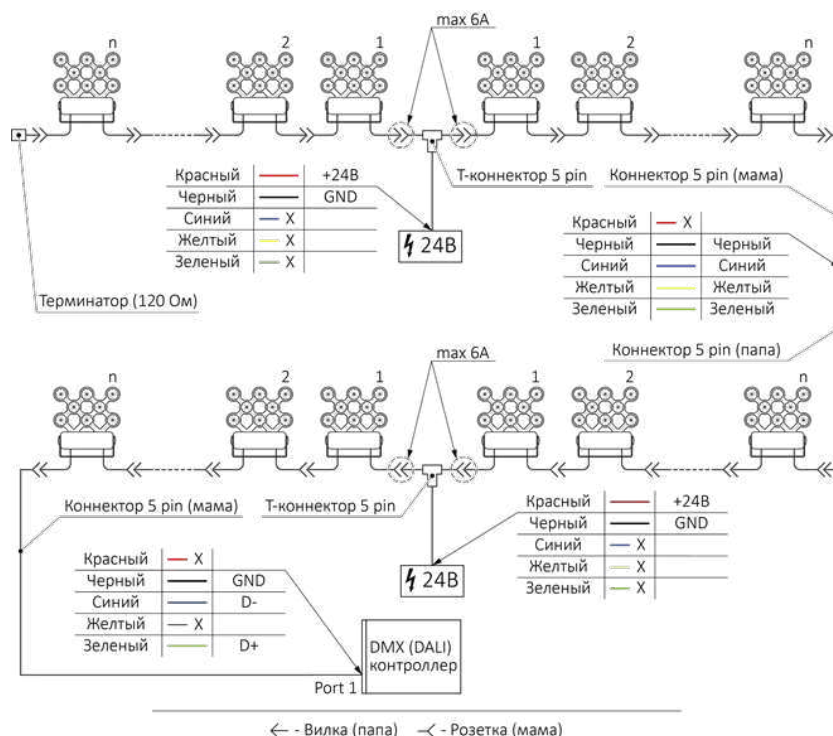 max 6А
n 2 1 1 2 n
Красный +24В
Черный GND
Синий X
Желтый X
Зеленый X
24В
Т-коннектор 5 pin
Коннектор 5 pin (мама)
Красный X
Черный Черный
Синий Синий
Желтый Желтый
Зеленый Зеленый
Терминатор (120 Ом)
Коннектор 5 pin (папа)
max 6А
n 2 1 1 2 n
Коннектор 5 pin (мама)
Т-коннектор 5 pin
Красный +24В
Черный GND
Синий X
Желтый X
Зеленый X
24В
Красный X
Черный GND
Синий D-
Желтый X
Зеленый D+
DMX (DALI)
контроллер
Port 1
- Вилка (папа) - Розетка (мама)